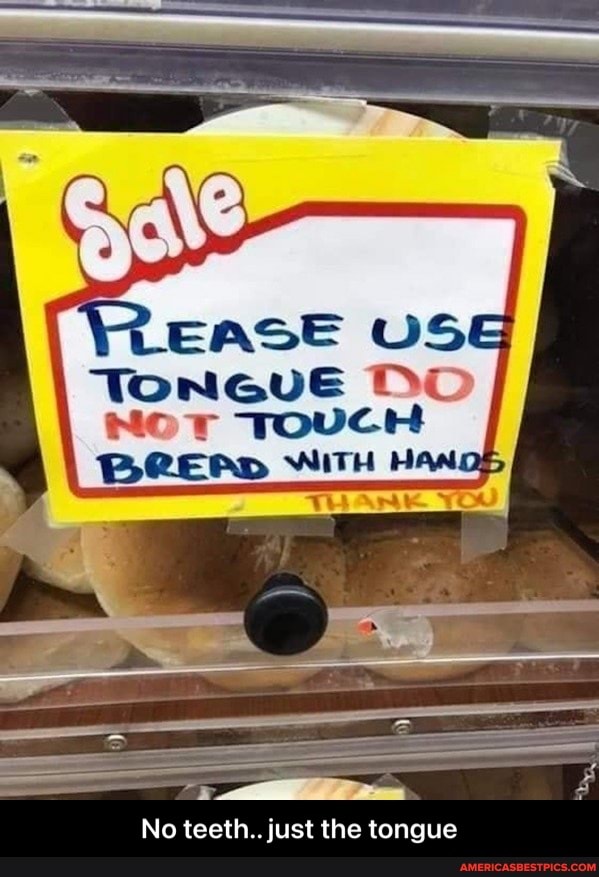 Sale
PLEASE USE
TONGUE DO
NOT TOUCH
BREAD WITH HANDS
THANK YOU
No teeth.. just the tongue
AMERICASBESTPICS.COM